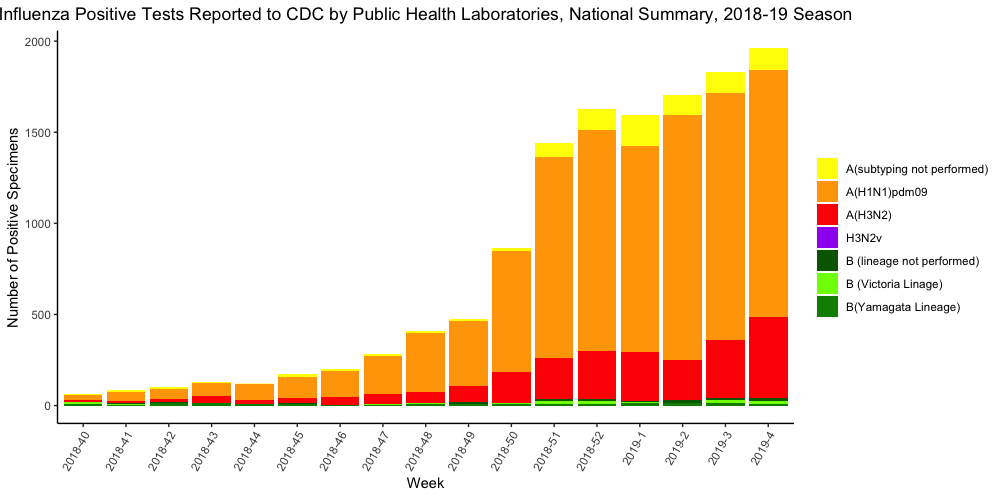 Influenza Positive Tests Reported to CDC by Public Health Laboratories, National Summary, 2018-19 Season
Number of Positive Specimens
2000
1500
1000
500
0
2018-40
2018-41
2018-42
2018-43
2018-44
2018-45
2018-46
2018-47
2018-48
2018-49
2018-50
2018-51
2018-52
2019-1
2019-2
2019-3
2019-4
Week
A(subtyping not performed)
A(H1N1)pdm09
A(H3N2)
H3N2v
B (lineage not performed)
B (Victoria Linage)
B(Yamagata Lineage)